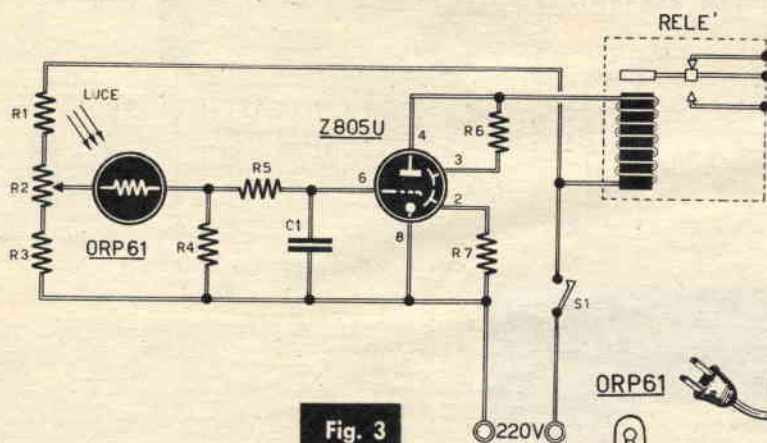 RELE'
LUCE
R1
Z805U
4
R6
3
R5
6
2
R2
C1
R4
R7
8
ORP61
R3
S1
ORP61
Fig. 3
220V